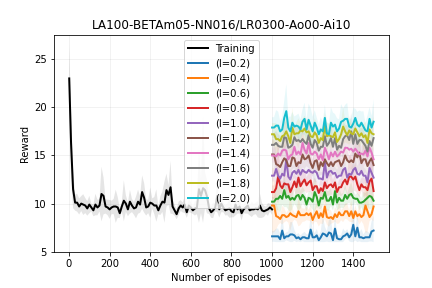 LA100-BETAm05-NN016/LR0300-Ao00-Ai10
Reward
25
20
15
10
5
Training
(I=0.2)
(I=0.4)
(I=0.6)
(I=0.8)
(I=1.0)
(I=1.2)
(I=1.4)
(I=1.6)
(I=1.8)
(I=2.0)
0 200 400 600 800 1000 1200 1400
Number of episodes